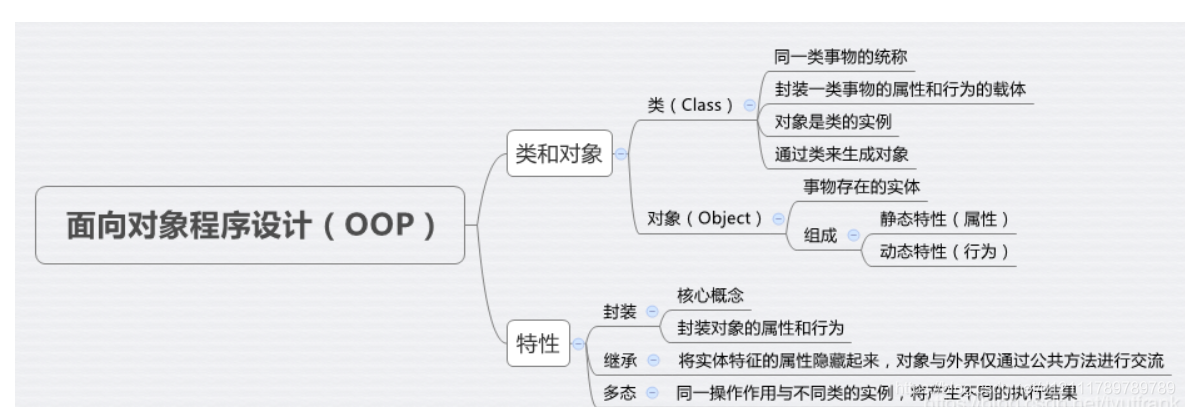 面向对象程序设计（OOP）
类和对象
类（Class）
同一类事物的统称
封装一类事物的属性和行为的载体
对象是类的实例
通过类来生成对象
对象（Object）
事物存在的实体
组成
静态特性（属性）
动态特性（行为）
特性
封装
核心概念
封装对象的属性和行为
继承
将实体特征的属性隐藏起来，对象与外界仅通过公共方法进行交流
多态
同一操作作用与不同类的实例，将产生不同的执行结果